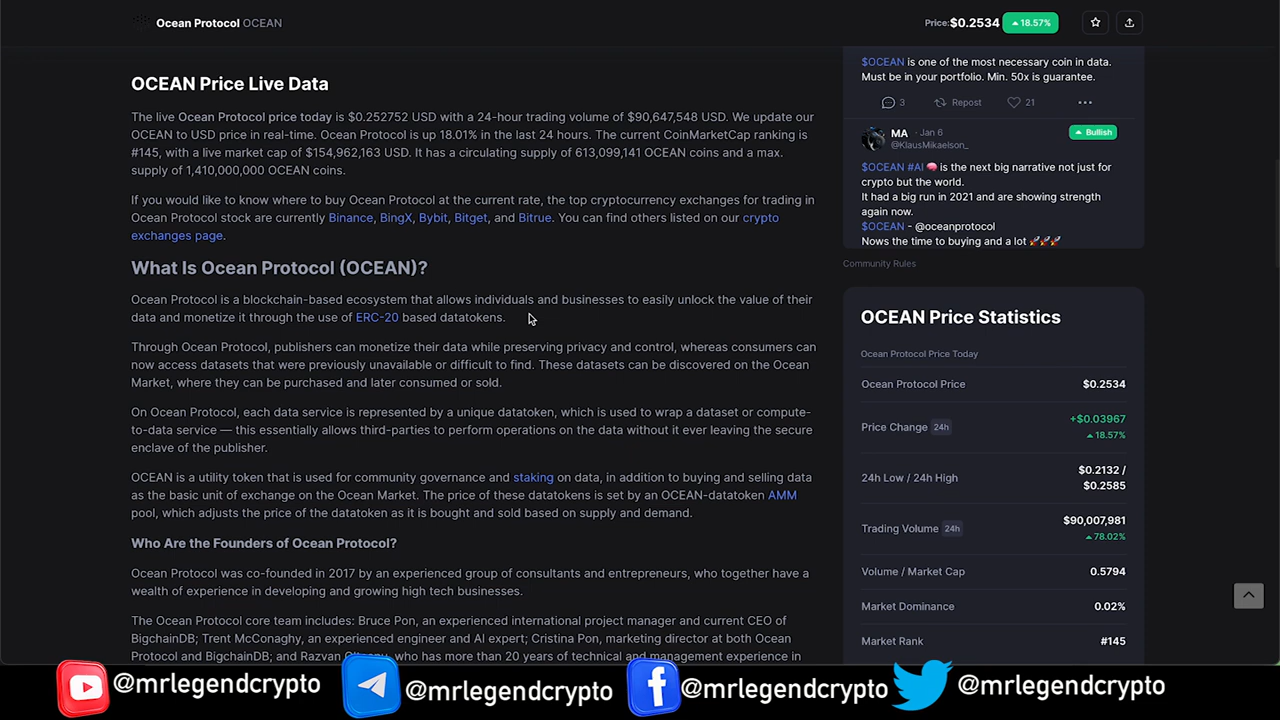 Ocean Protocol OCEAN
Price:$0.2534 18.57%
OCEAN Price Live Data
The live Ocean Protocol price today is $0.252752 USD with a 24-hour trading volume of $90,647,548 USD. We update our
OCEAN to USD price in real-time. Ocean Protocol is up 18.01% in the last 24 hours. The current CoinMarketCap ranking is
#145, with a live market cap of $154,962,163 USD. It has a circulating supply of 613,099,141 OCEAN coins and a max.
supply of 1,410,000,000 OCEAN coins.
If you would like to know where to buy Ocean Protocol at the current rate, the top cryptocurrency exchanges for trading in
Ocean Protocol stock are currently Binance, BingX, Bybit, Bitget, and Bitrue. You can find others listed on our crypto
exchanges page.
What Is Ocean Protocol (OCEAN)?
Ocean Protocol is a blockchain-based ecosystem that allows individuals and businesses to easily unlock the value of their
data and monetize it through the use of ERC-20 based datatokens.
Through Ocean Protocol, publishers can monetize their data while preserving privacy and control, whereas consumers can
now access datasets that were previously unavailable or difficult to find. These datasets can be discovered on the Ocean
Market, where they can be purchased and later consumed or sold.
On Ocean Protocol, each data service is represented by a unique datatoken, which is used to wrap a dataset or compute-
to-data service — this essentially allows third-parties to perform operations on the data without it ever leaving the secure
enclave of the publisher.
OCEAN is a utility token that is used for community governance and staking on data, in addition to buying and selling data
as the basic unit of exchange on the Ocean Market. The price of these datatokens is set by an OCEAN-datatoken AMM
pool, which adjusts the price of the datatoken as it is bought and sold based on supply and demand.
Who Are the Founders of Ocean Protocol?
Ocean Protocol was co-founded in 2017 by an experienced group of consultants and entrepreneurs, who together have a
wealth of experience in developing and growing high tech businesses.
The Ocean Protocol core team includes: Bruce Pon, an experienced international project manager and current CEO of
BigchainDB; Trent McConaghy, an experienced engineer and AI expert; Cristina Pon, marketing director at both Ocean
Protocol and BigchainDB; and Razvan who has more than 20 years of technical and management experience in
$OCEAN is one of the most necessary coin in data.
Must be in your portfolio. Min. 50x is guarantee.
3 Repost 21
MA · Jan 6 Bullish
@KlausMikaelson_
$OCEAN #AI 🧠 is the next big narrative not just for
crypto but the world.
It had a big run in 2021 and are showing strength
again now.
$OCEAN - @oceanprotocol
Nows the time to buying and a lot 🚀🚀🚀
Community Rules
OCEAN Price Statistics
Ocean Protocol Price Today
Ocean Protocol Price $0.2534
Price Change 24h +$0.03967
18.57%
24h Low / 24h High $0.2132 /
$0.2585
Trading Volume 24h $90,007,981
78.02%
Volume / Market Cap 0.5794
Market Dominance 0.02%
Market Rank #145
@mrlegendcrypto @mrlegendcrypto @mrlegendcrypto @mrlegendcrypto